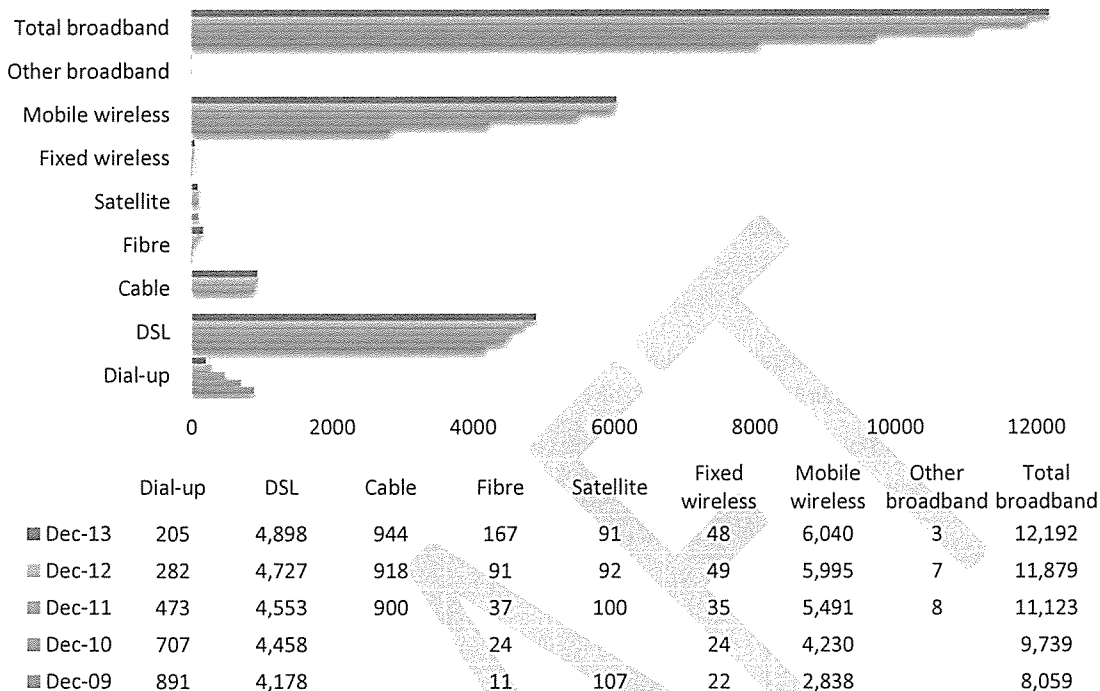 Total broadband
Other broadband
Mobile wireless
Fixed wireless
Satellite
Fibre
Cable
DSL
Dial-up
0 2000 4000 6000 8000 10000 12000
Dial-up DSL Cable Fibre Satellite Fixed wireless Mobile wireless Other broadband Total broadband
Dec-13 205 4,898 944 167 91 48 6,040 3 12,192
Dec-12 282 4,727 918 91 92 49 5,995 7 11,879
Dec-11 473 4,553 900 37 100 35 5,491 8 11,123
Dec-10 707 4,458 24 24 4,230 9,739
Dec-09 891 4,178 11 107 22 2,838 8,059